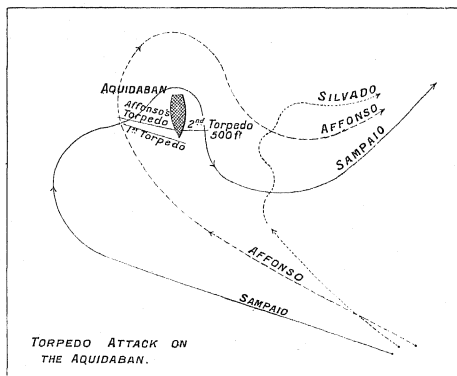 AQUIDABAN
SILVADO
Affonso's
Torpedo
2nd Torpedo
500 ft
1st Torpedo
AFFONSO
SAMPAIO
AFFONSO
SAMPAIO
TORPEDO ATTACK ON
THE AQUIDABAN.